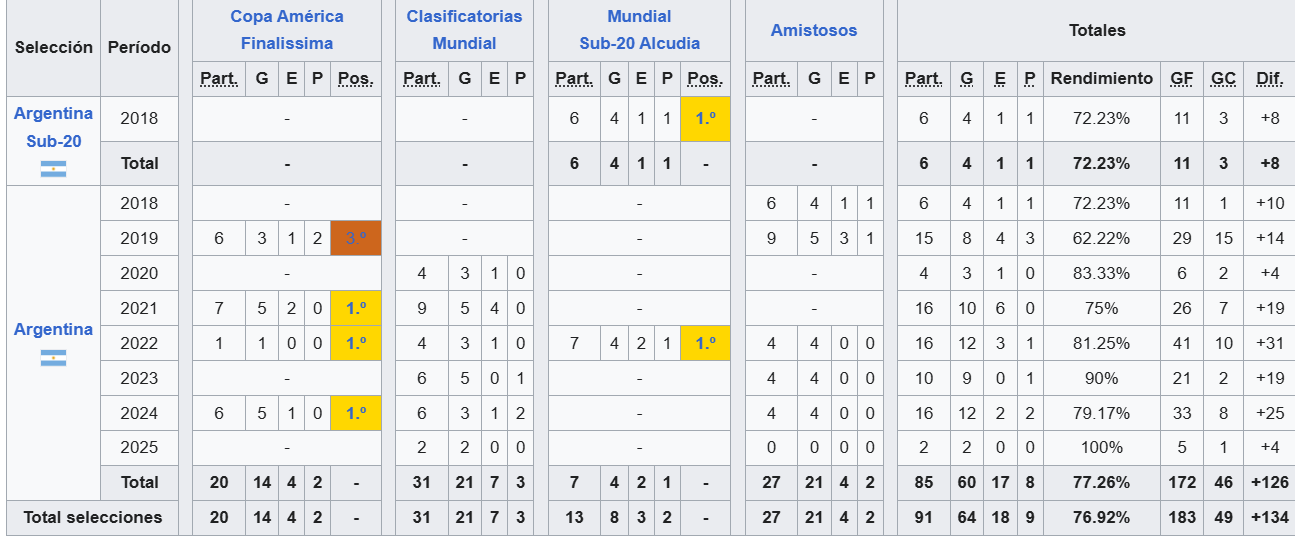 Selección Período Copa América Finalissima Clasificatorias Mundial Mundial Sub-20 Alcudia Amistosos Totales
Part. G E P Pos. Part. G E P Part. G E P Pos. Part. G E P Part. G E P Rendimiento GF GC Dif.
Argentina Sub-20 2018 - - 6 4 1 1 1.º - 6 4 1 1 72.23% 11 3 +8
Total - - 6 4 1 1 - - 6 4 1 1 72.23% 11 3 +8
Argentina 2018 - - - 6 4 1 1 6 4 1 1 72.23% 11 1 +10
2019 6 3 1 2 3.º - - 9 5 3 1 15 8 4 3 62.22% 29 15 +14
2020 - 4 3 1 0 - - 4 3 1 0 83.33% 6 2 +4
2021 7 5 2 0 1.º 9 5 4 0 - - 16 10 6 0 75% 26 7 +19
2022 1 1 0 0 1.º 4 3 1 0 7 4 2 1 1.º 4 4 0 0 16 12 3 1 81.25% 41 10 +31
2023 - 6 5 0 1 - 4 4 0 0 10 9 0 1 90% 21 2 +19
2024 6 5 1 0 1.º 6 3 1 2 - 4 4 0 0 16 12 2 2 79.17% 33 8 +25
2025 - 2 2 0 0 - 0 0 0 0 2 2 0 0 100% 5 1 +4
Total 20 14 4 2 - 31 21 7 3 7 4 2 1 - 27 21 4 2 85 60 17 8 77.26% 172 46 +126
Total selecciones 20 14 4 2 - 31 21 7 3 13 8 3 2 - 27 21 4 2 91 64 18 9 76.92% 183 49 +134